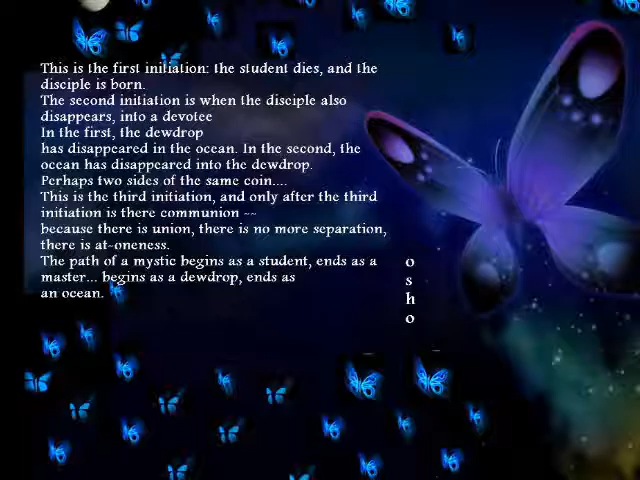 This is the first initiation: the student dies, and the
disciple is born.
The second initiation is when the disciple also
disappears, into a devotee
In the first, the dewdrop
has disappeared in the ocean. In the second, the
ocean has disappeared into the dewdrop.
Perhaps two sides of the same coin....
This is the third initiation, and only after the third
initiation is there communion ~~
because there is union, there is no more separation,
there is at-oneness.
The path of a mystic begins as a student, ends as a
master... begins as a dewdrop, ends as
an ocean.
o
s
h
o